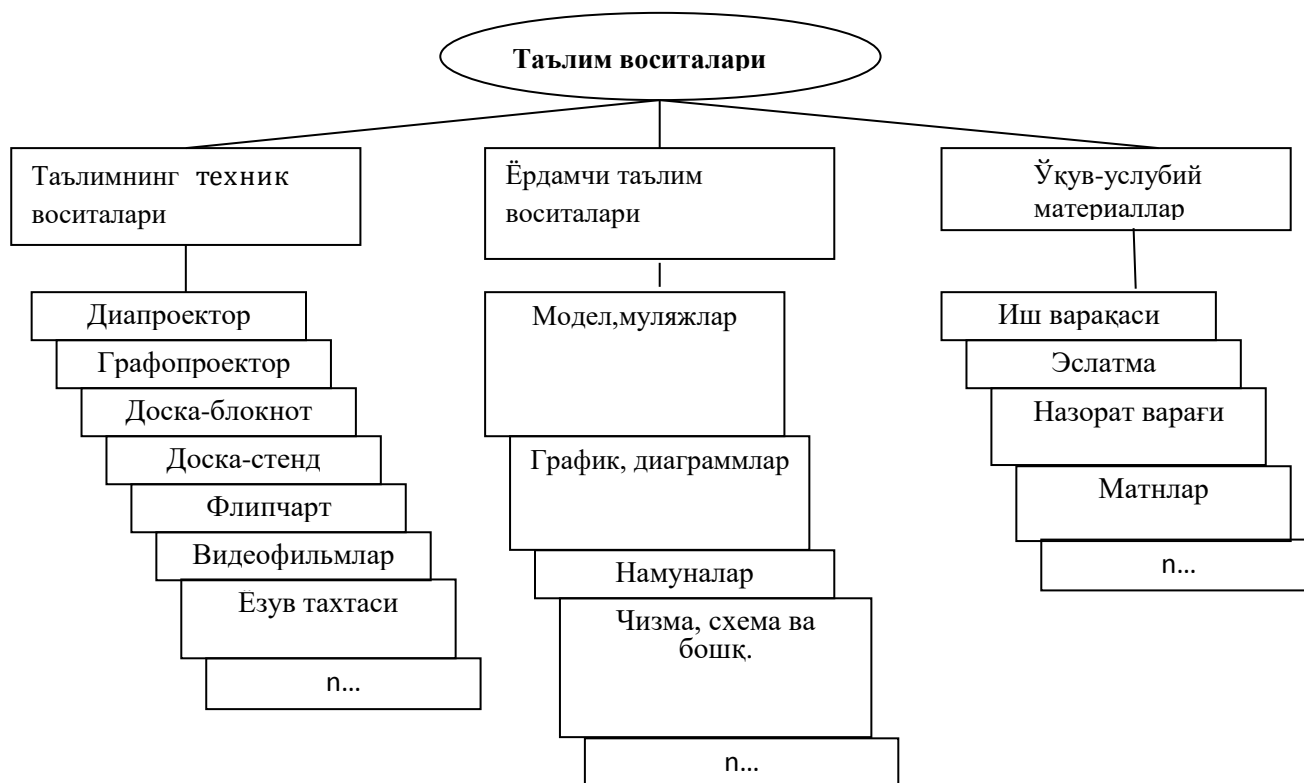 Таълим воситалари
Таълимнинг техник
воситалари
Диапроектор
Графопроектор
Доска-блокнот
Доска-стенд
Флипчарт
Видеофильмлар
Ёзув тахтаси
n...
Ёрдамчи таълим
воситалари
Модел,муляжлар
График, диаграммлар
Намуналар
Чизма, схема ва
бошқ.
n...
Ўқув-услубий
материаллар
Иш варақаси
Эслатма
Назорат варағи
Матнлар
n...